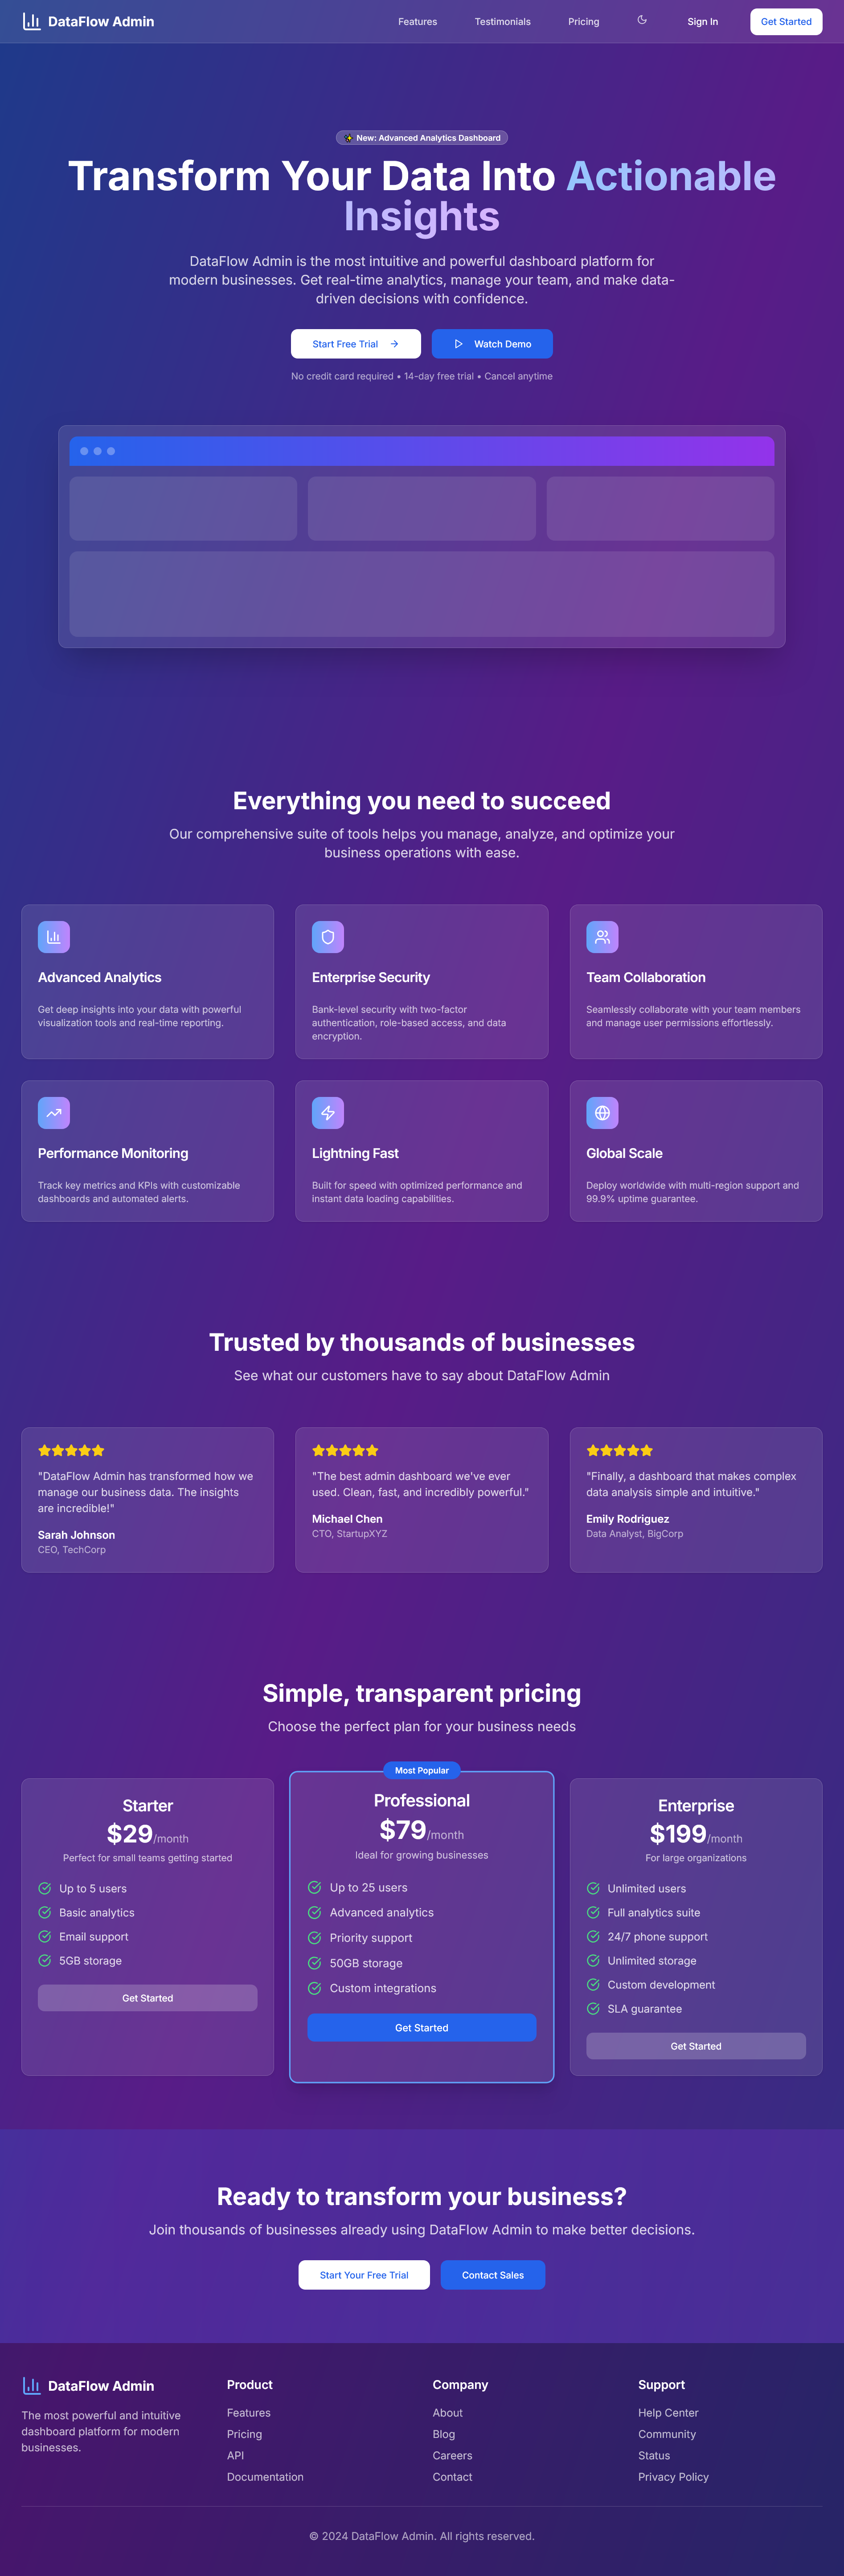 DataFlow Admin
Features
Testimonials
Pricing
Sign In
Get Started
✨ New: Advanced Analytics Dashboard
Transform Your Data Into Actionable
Insights
DataFlow Admin is the most intuitive and powerful dashboard platform for
modern businesses. Get real-time analytics, manage your team, and make data-
driven decisions with confidence.
Start Free Trial
Watch Demo
No credit card required • 14-day free trial • Cancel anytime
Everything you need to succeed
Our comprehensive suite of tools helps you manage, analyze, and optimize your
business operations with ease.
Advanced Analytics
Get deep insights into your data with powerful
visualization tools and real-time reporting.
Enterprise Security
Bank-level security with two-factor
authentication, role-based access, and data
encryption.
Team Collaboration
Seamlessly collaborate with your team members
and manage user permissions effortlessly.
Performance Monitoring
Track key metrics and KPIs with customizable
dashboards and automated alerts.
Lightning Fast
Built for speed with optimized performance and
instant data loading capabilities.
Global Scale
Deploy worldwide with multi-region support and
99.9% uptime guarantee.
Trusted by thousands of businesses
See what our customers have to say about DataFlow Admin
"DataFlow Admin has transformed how we
manage our business data. The insights
are incredible!"
Sarah Johnson
CEO, TechCorp
"The best admin dashboard we've ever
used. Clean, fast, and incredibly powerful."
Michael Chen
CTO, StartupXYZ
"Finally, a dashboard that makes complex
data analysis simple and intuitive."
Emily Rodriguez
Data Analyst, BigCorp
Simple, transparent pricing
Choose the perfect plan for your business needs
Starter
$29/month
Perfect for small teams getting started
Up to 5 users
Basic analytics
Email support
5GB storage
Get Started
Most Popular
Professional
$79/month
Ideal for growing businesses
Up to 25 users
Advanced analytics
Priority support
50GB storage
Custom integrations
Get Started
Enterprise
$199/month
For large organizations
Unlimited users
Full analytics suite
24/7 phone support
Unlimited storage
Custom development
SLA guarantee
Get Started
Ready to transform your business?
Join thousands of businesses already using DataFlow Admin to make better decisions.
Start Your Free Trial
Contact Sales
DataFlow Admin
The most powerful and intuitive
dashboard platform for modern
businesses.
Product
Features
Pricing
API
Documentation
Company
About
Blog
Careers
Contact
Support
Help Center
Community
Status
Privacy Policy
© 2024 DataFlow Admin. All rights reserved.